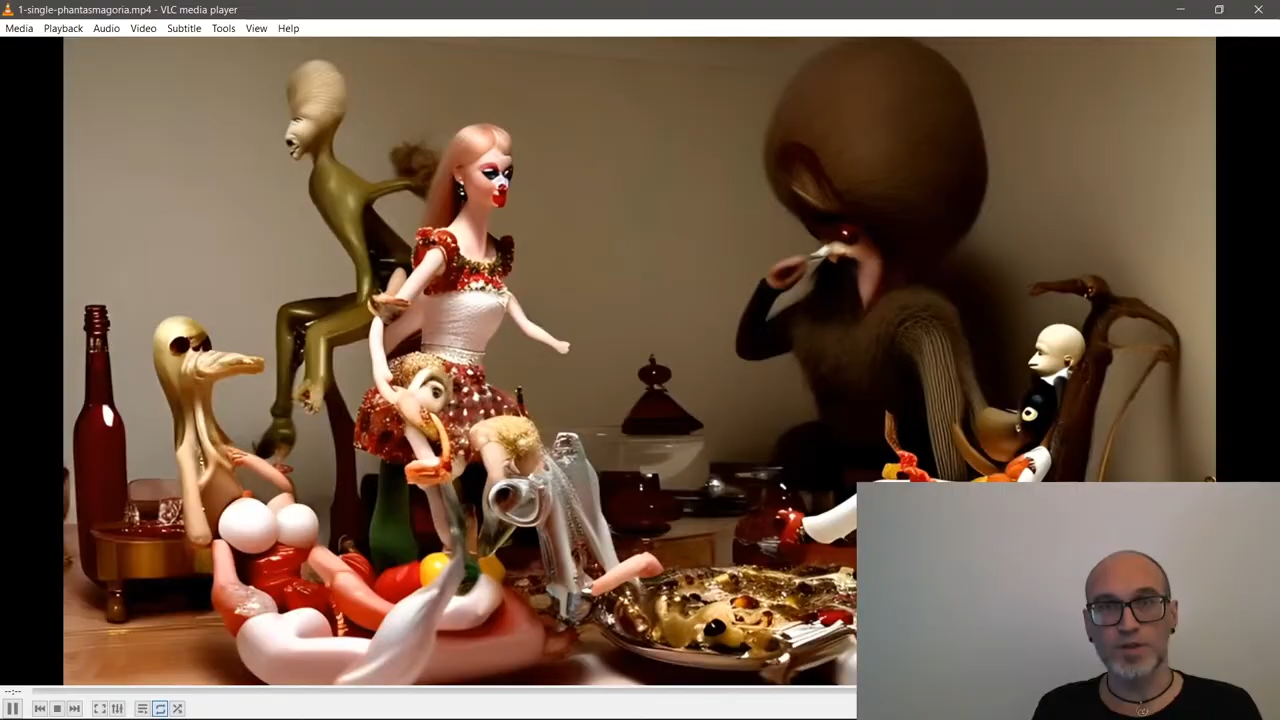 1-single-phantasmagoria.mp4 - VLC media player
Media Playback Audio Video Subtitle Tools View Help
--:--